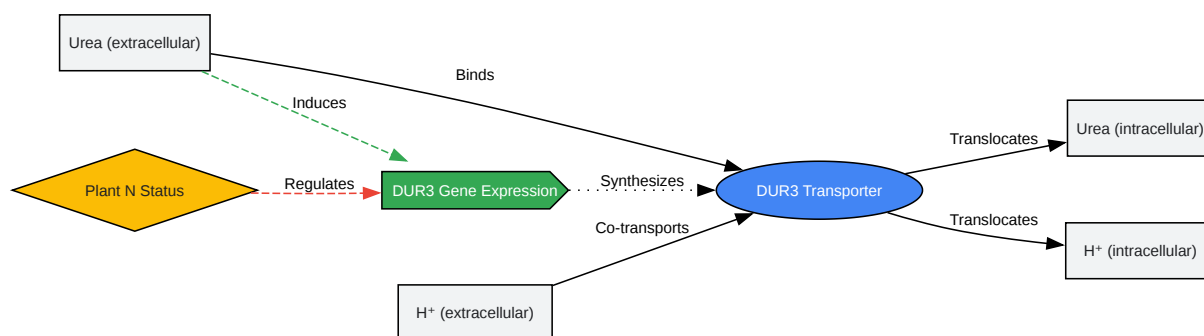 Urea (extracellular)
Binds
Induces
Translocates
Urea (intracellular)
Plant N Status
Regulates
DUR3 Gene Expression
Synthesizes
DUR3 Transporter
Co-transports
Translocates
H⁺ (intracellular)
H⁺ (extracellular)